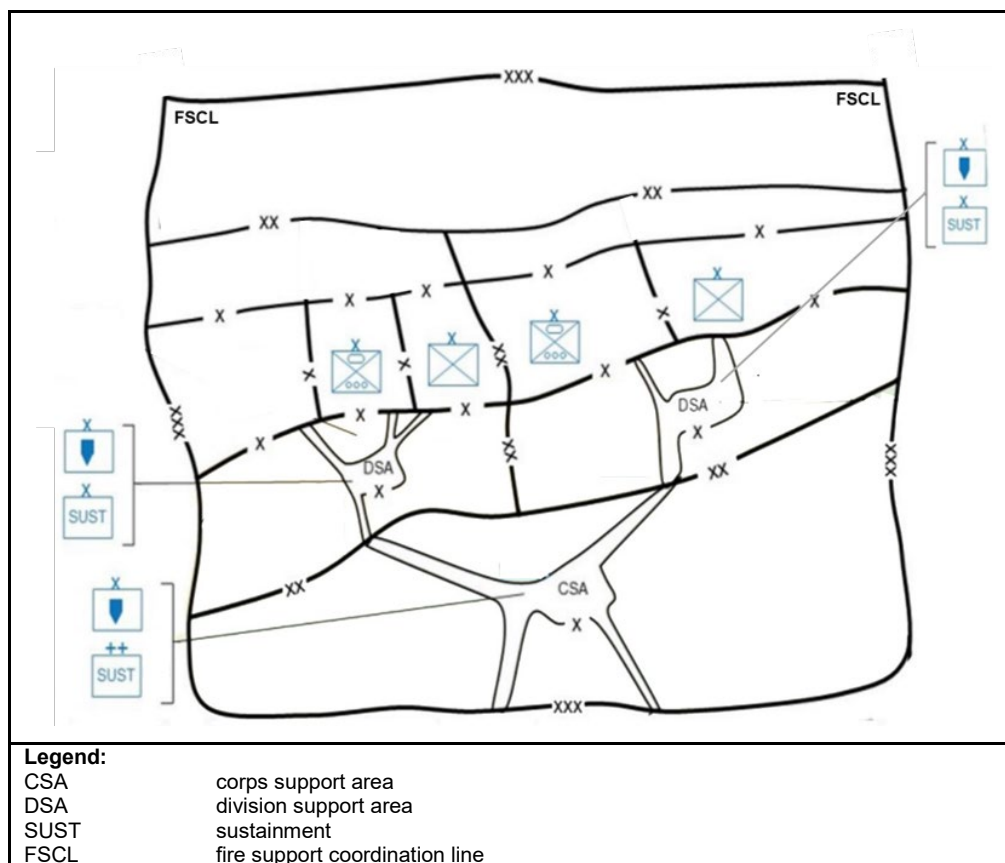 XXX
FSCL FSCL
X
XX XX
X
SUST
X
X
X
X
X
X
X X
X
X
X
X X
X
XX
X
XXX
X
X
X
X
DSA
X
X
X
SUST
DSA
X
XX
XX
XXX
X
X
XX
CSA
X
++
SUST
XXX
Legend:
CSA corps support area
DSA division support area
SUST sustainment
FSCL fire support coordination line